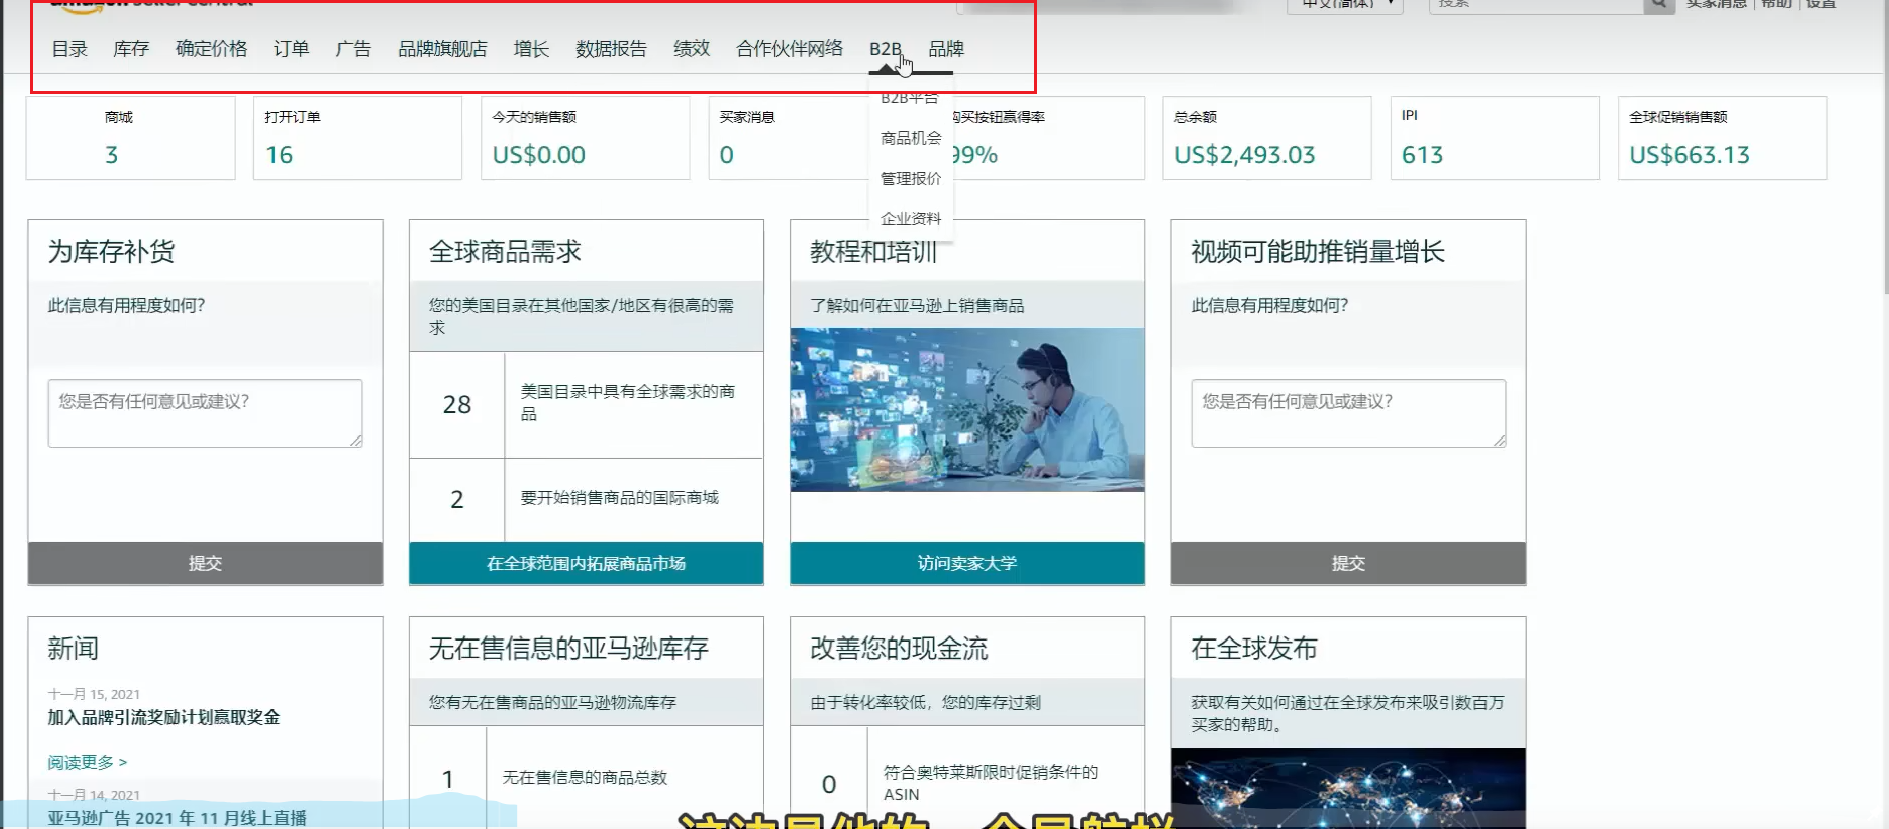 amazon seller central
中文(简体)
搜索
买家消息 | 帮助 | 设置
目录 库存 确定价格 订单 广告 品牌旗舰店 增长 数据报告 绩效 合作伙伴网络 B2B 品牌
B2B平台
商品机会
管理报价
企业资料
商城
3
打开订单
16
今天的销售额
US$0.00
买家消息
0
购买按钮赢得率
99%
总余额
US$2,493.03
IPI
613
全球促销销售额
US$663.13
为库存补货
此信息有用程度如何?
您是否有任何意见或建议?
提交
全球商品需求
您的美国目录在其他国家/地区有很高的需
求
28
美国目录中具有全球需求的商
品
2
要开始销售商品的国际商城
在全球范围内拓展商品市场
教程和培训
了解如何在亚马逊上销售商品
访问卖家大学
视频可能助推销量增长
此信息有用程度如何?
您是否有任何意见或建议?
提交
新闻
十一月 15, 2021
加入品牌引流奖励计划赢取奖金
阅读更多 >
十一月 14, 2021
亚马逊广告 2021 年 11 月线上直播
无在售信息的亚马逊库存
您有无在售商品的亚马逊物流库存
1
无在售信息的商品总数
改善您的现金流
由于转化率较低，您的库存过剩
0
符合奥特莱斯限时促销条件的
ASIN
在全球发布
获取有关如何通过在全球发布来吸引数百万
买家的帮助。